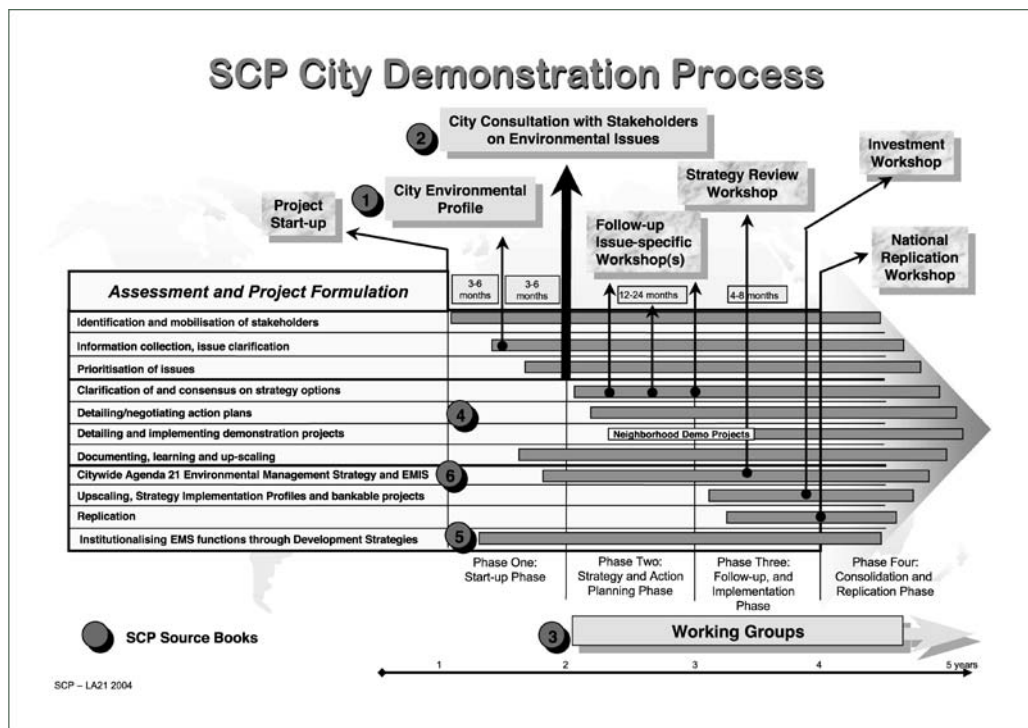 SCP City Demonstration Process
2
City Consultation with Stakeholders
on Environmental Issues
Investment
Workshop
Strategy Review
Workshop
1
City Environmental
Profile
Project
Start-up
Follow-up
Issue-specific
Workshop(s)
National
Replication
Workshop
Assessment and Project Formulation
3-6
months
3-6
months
12-24 months
4-8 months
Identification and mobilisation of stakeholders
Information collection, issue clarification
Prioritisation of issues
Clarification of and consensus on strategy options
Detailing/negotiating action plans
4
Detailing and implementing demonstration projects
Neighborhood Demo Projects
Documenting, learning and up-scaling
Citywide Agenda 21 Environmental Management Strategy and EMIS
6
Upscaling, Strategy Implementation Profiles and bankable projects
Replication
Institutionalising EMS functions through Development Strategies
5
Phase One:
Start-up Phase
Phase Two:
Strategy and Action
Planning Phase
Phase Three:
Follow-up, and
Implementation
Phase
Phase Four:
Consolidation and
Replication Phase
SCP Source Books
3
Working Groups
1
2
3
4
5 years
SCP – LA21 2004